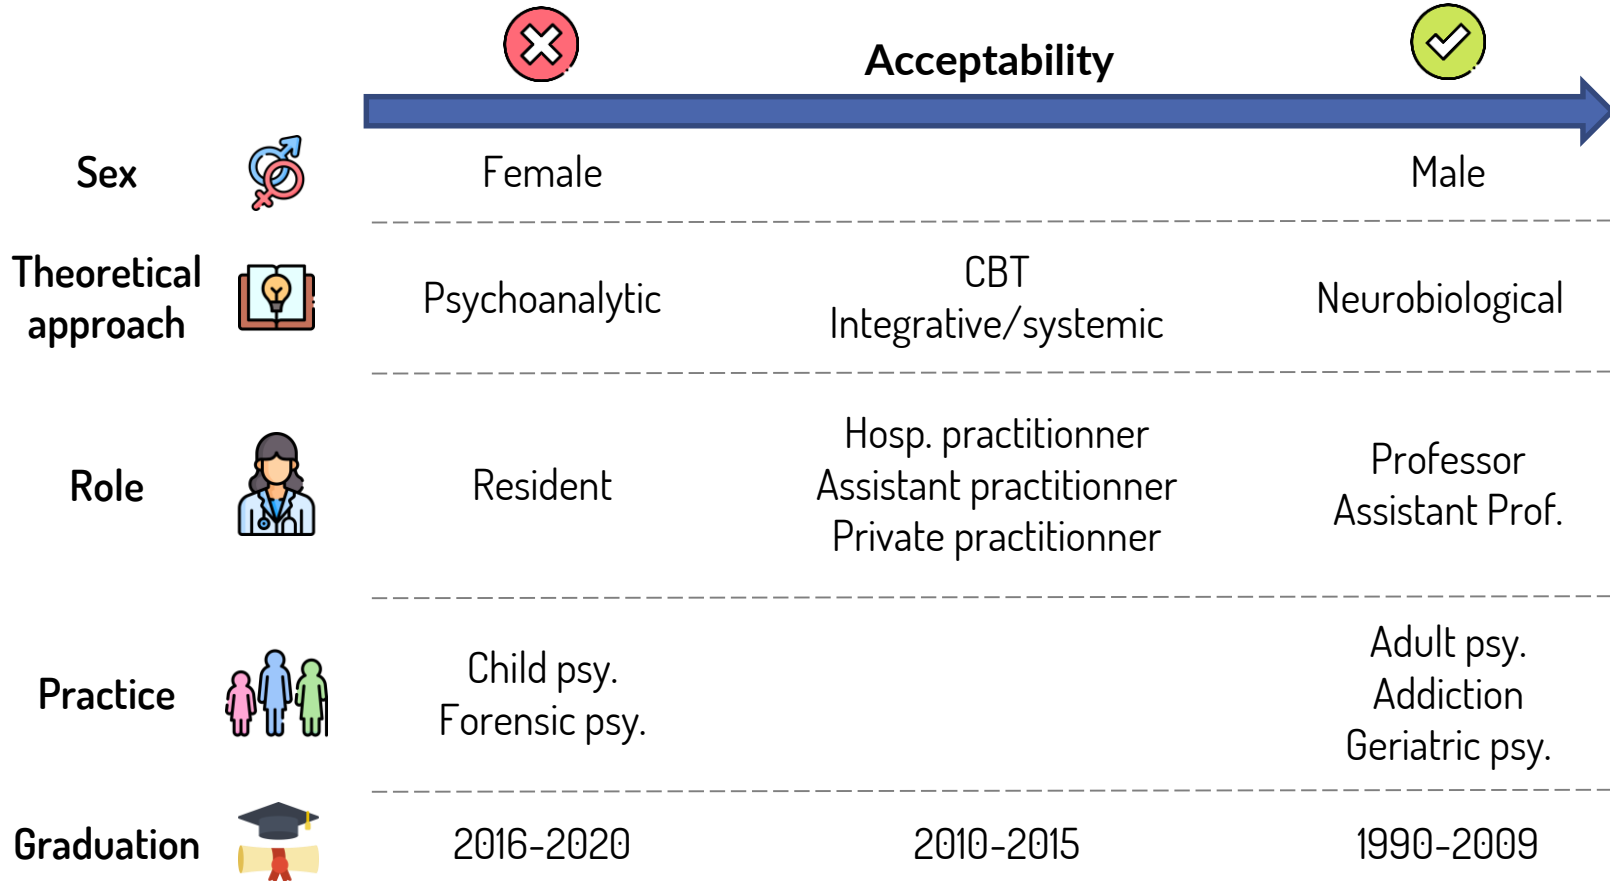 Acceptability
Sex
Female
Male
Theoretical
approach
Psychoanalytic
CBT
Integrative/systemic
Neurobiological
Role
Resident
Hosp. practitionner
Assistant practitionner
Private practitionner
Professor
Assistant Prof.
Practice
Child psy.
Forensic psy.
Adult psy.
Addiction
Geriatric psy.
Graduation
2016-2020
2010-2015
1990-2009